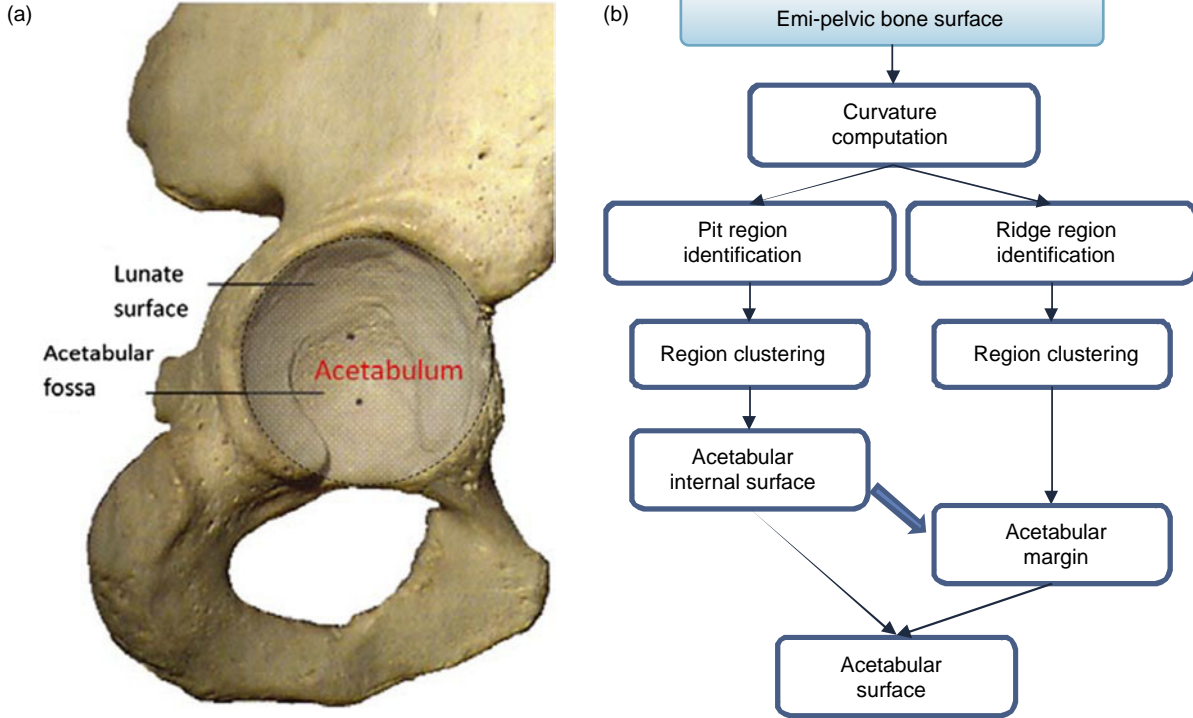 (a)
Lunate
surface
Acetabular
fossa
Acetabulum
(b)
Emi-pelvic bone surface
Curvature
computation
Pit region
identification
Ridge region
identification
Region clustering
Region clustering
Acetabular
internal surface
Acetabular
margin
Acetabular
surface